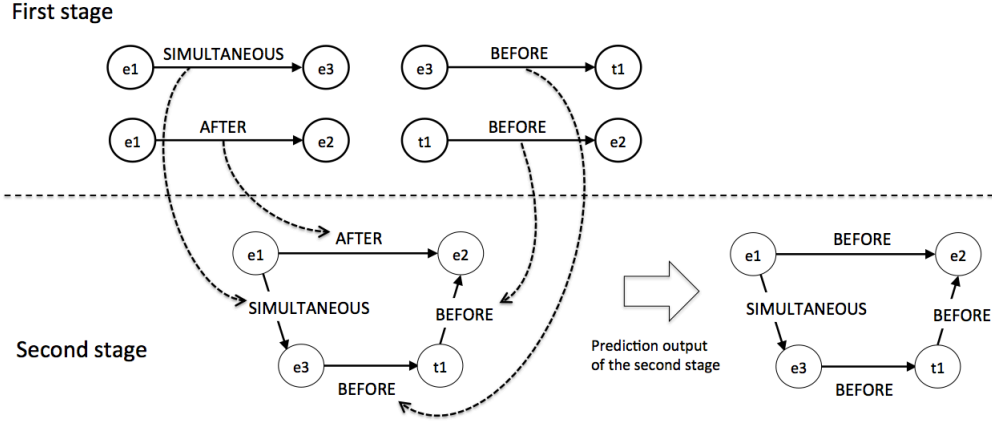 First stage
SIMULTANEOUS
e1
e3
BEFORE
e3
t1
AFTER
e1
e2
BEFORE
t1
e2
AFTER
e1
e2
SIMULTANEOUS
BEFORE
e3
t1
BEFORE
Second stage
Prediction output
of the second stage
BEFORE
e1
e2
SIMULTANEOUS
BEFORE
e3
t1
BEFORE